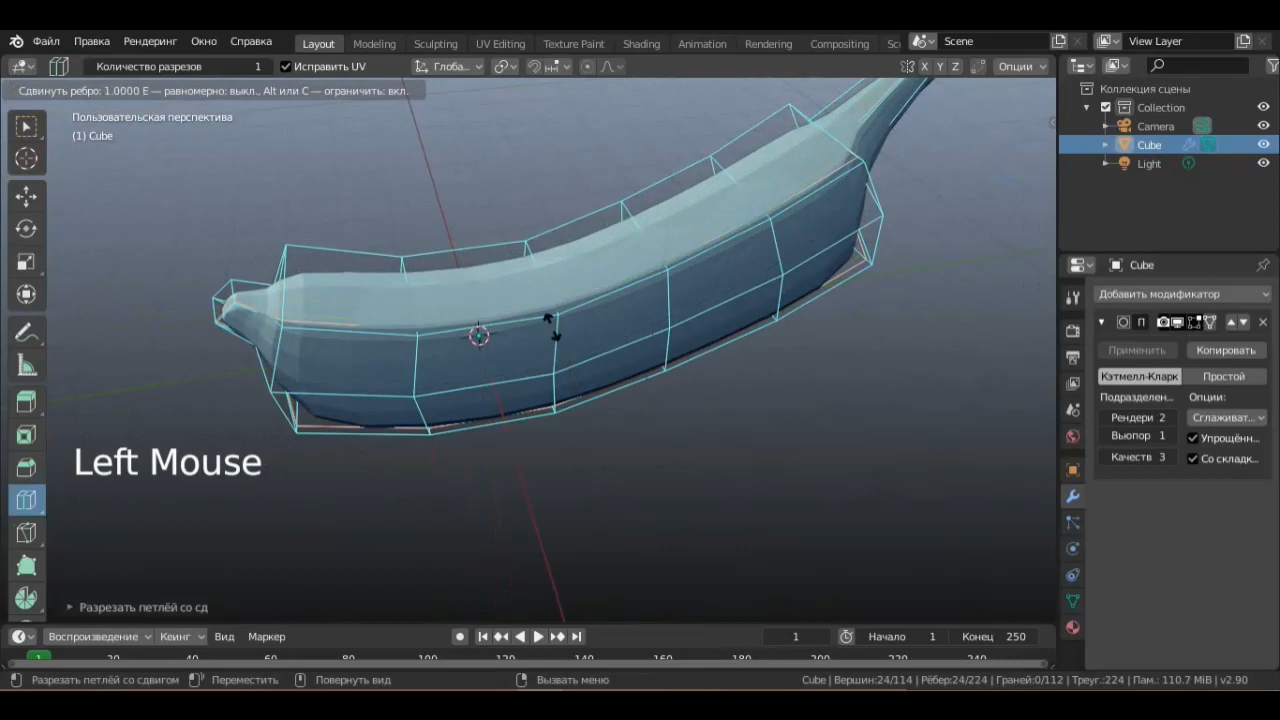 Файл Правка Рендеринг Окно Справка Layout Modeling Sculpting UV Editing Texture Paint Shading Animation Rendering Compositing Sc Scene View Layer
Количество разрезов 1 Исправить UV Глоба... X Y Z Опции
Сдвинуть ребро: 1.0000 E — равномерно: выкл., Alt или C — ограничить: вкл.
Пользовательская перспектива
(1) Cube
Коллекция сцены
Collection
Camera
Cube
Light
Cube
Добавить модификатор
П
Применить Копировать
Кэтмелл-Кларк Простой
Подразделен... Опции:
Рендери 2 Сглаживат...
Вьюпор 1 Упрощённ...
Качеств 3 Со складк...
Left Mouse
Разрезать петлёй со сд
Воспроизведение Кеинг Вид Маркер 1 Начало 1 Конец 250
1 20 40 60 80 100 120 140 160 180 200 220 240
Разрезать петлёй со сдвигом Переместить Повернуть вид Вызвать меню Cube | Вершин:24/114 | Рёбер:24/224 | Граней:0/112 | Треуг.:224 | Пам.: 110.7 MiB | v2.90